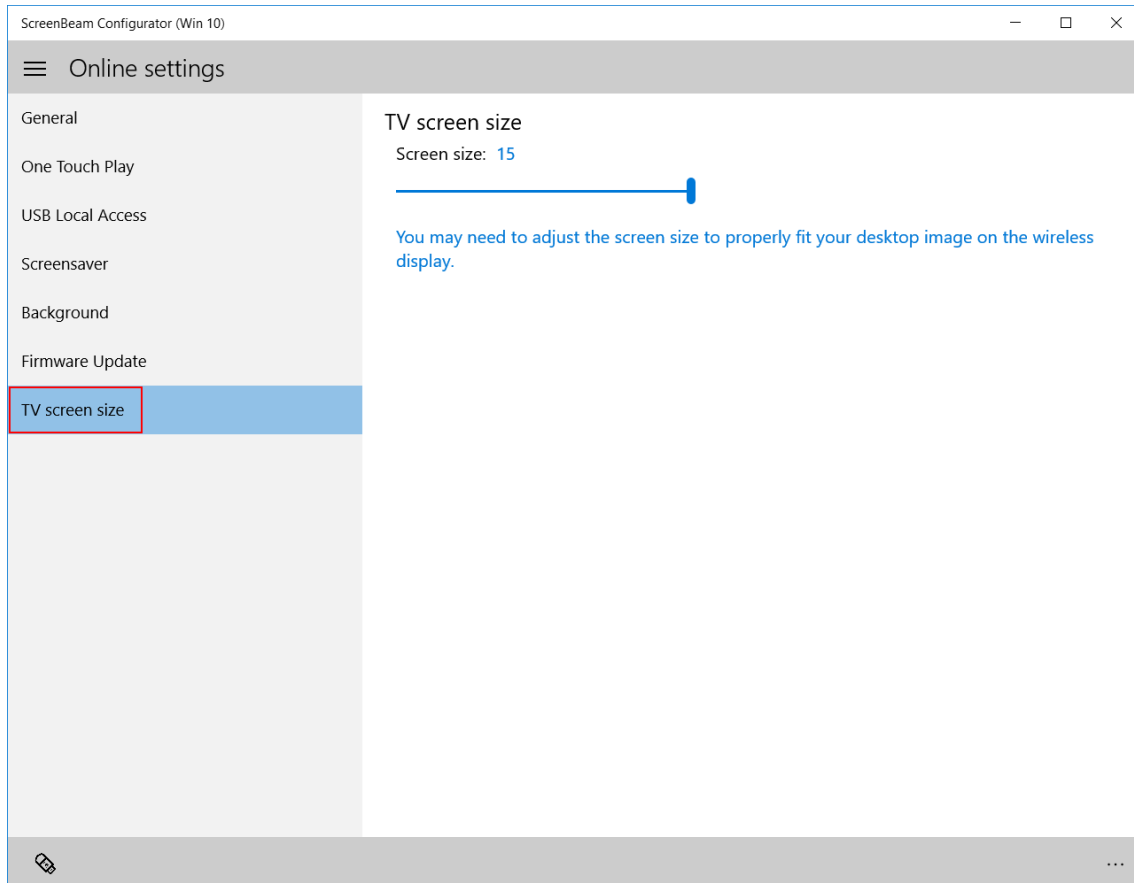 ScreenBeam Configurator (Win 10)
Online settings
General
One Touch Play
USB Local Access
Screensaver
Background
Firmware Update
TV screen size
TV screen size
Screen size: 15
You may need to adjust the screen size to properly fit your desktop image on the wireless
display.
...